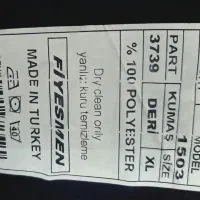 MODEL
1503
PART KUMAŞ SIZE
3739 DERİ XL
% 100 POLYESTER
Dry clean only
yanlız kuru temizleme
FİYESMEN
MADE IN TURKEY